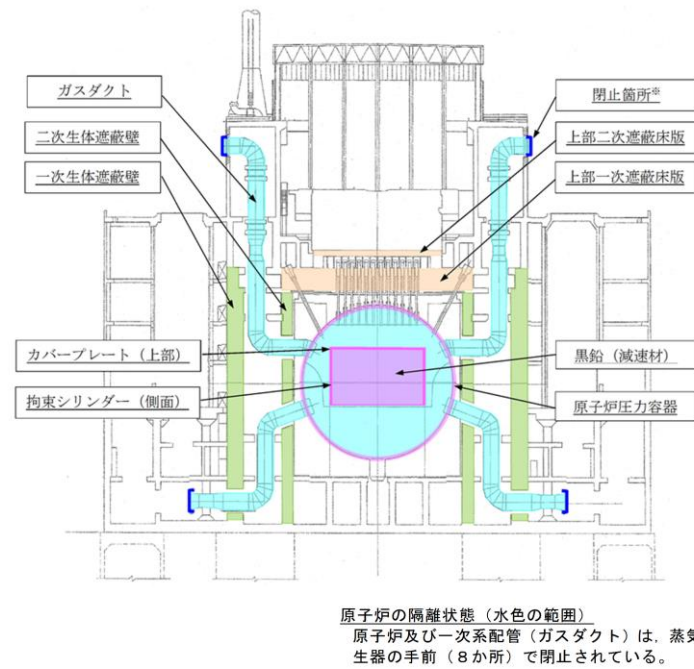 ガスダクト
二次生体遮蔽壁
一次生体遮蔽壁
閉止箇所※
上部二次遮蔽床版
上部一次遮蔽床版
カバープレート（上部）
拘束シリンダー（側面）
黒鉛（減速材）
原子炉圧力容器
原子炉の隔離状態（水色の範囲）
原子炉及び一次系配管（ガスダクト）は，蒸気
生器の手前（８か所）で閉止されている。